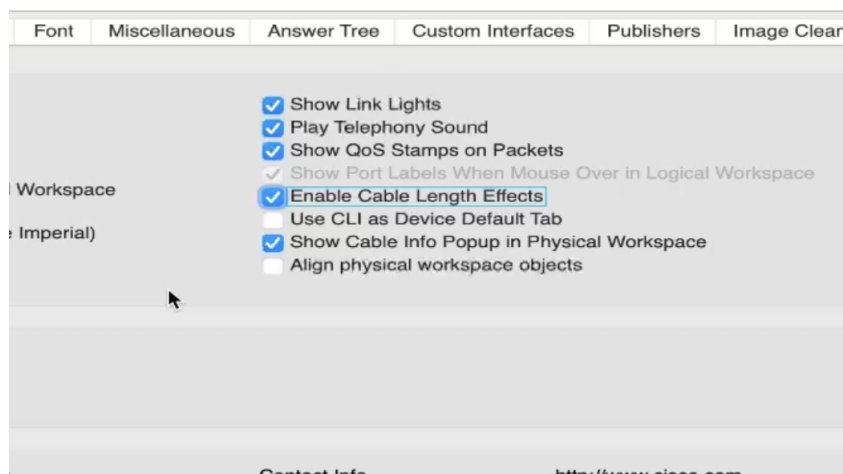 Font Miscellaneous Answer Tree Custom Interfaces Publishers Image Clean
Show Link Lights
Play Telephony Sound
Show QoS Stamps on Packets
Show Port Labels When Mouse Over in Logical Workspace
Workspace
Enable Cable Length Effects
Use CLI as Device Default Tab
Imperial)
Show Cable Info Popup in Physical Workspace
Align physical workspace objects
Contact Info http://www.cisco.com